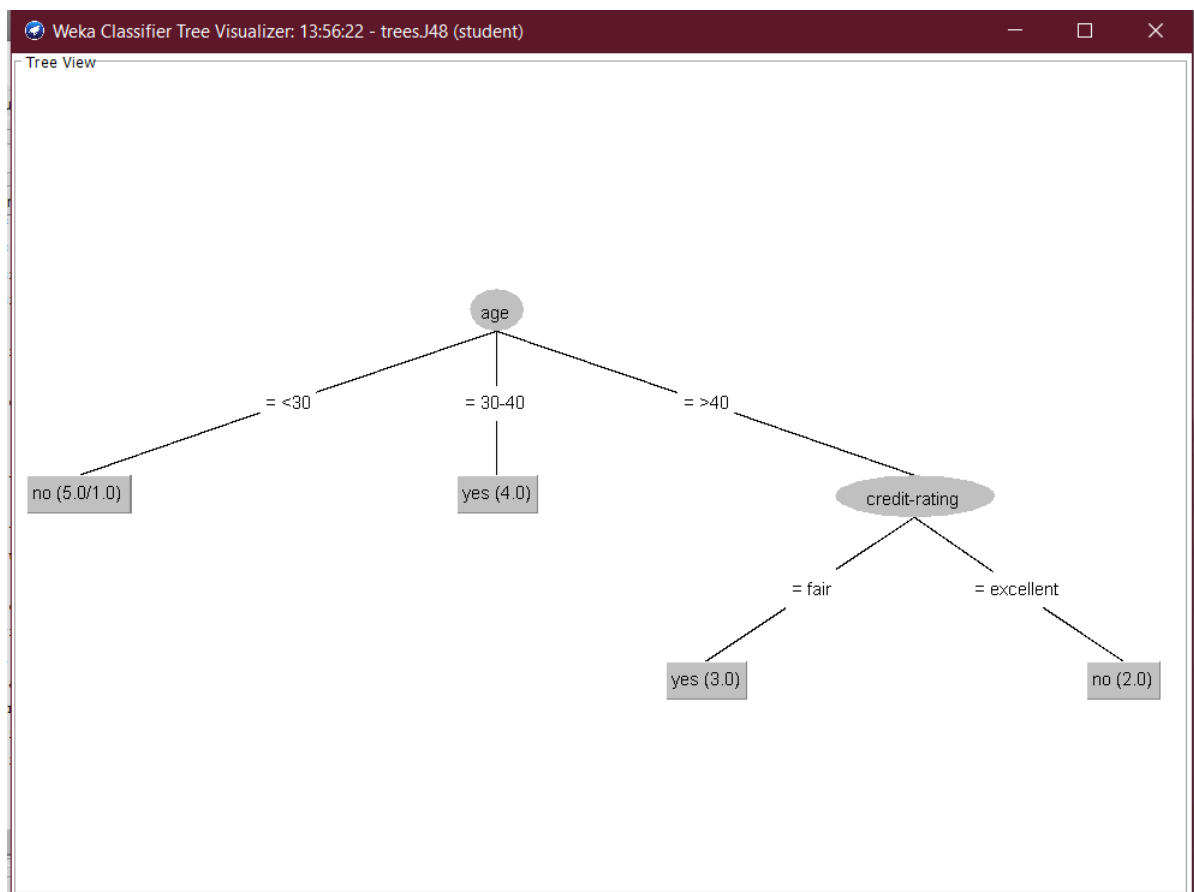 Weka Classifier Tree Visualizer: 13:56:22 - trees.J48 (student)
Tree View
age
= <30
= 30-40
= >40
no (5.0/1.0)
yes (4.0)
credit-rating
= fair
= excellent
yes (3.0)
no (2.0)